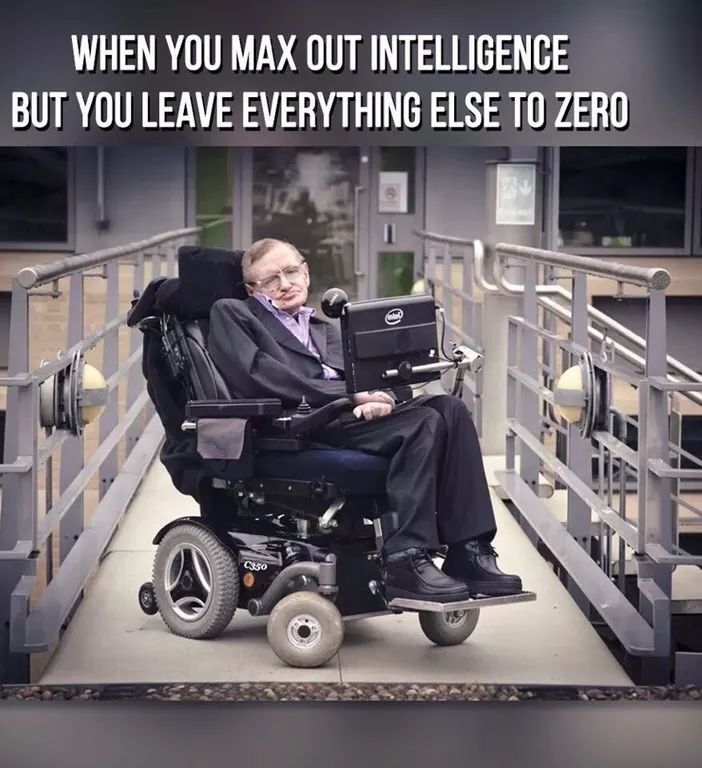 WHEN YOU MAX OUT INTELLIGENCE
BUT YOU LEAVE EVERYTHING ELSE TO ZERO
intel
C350